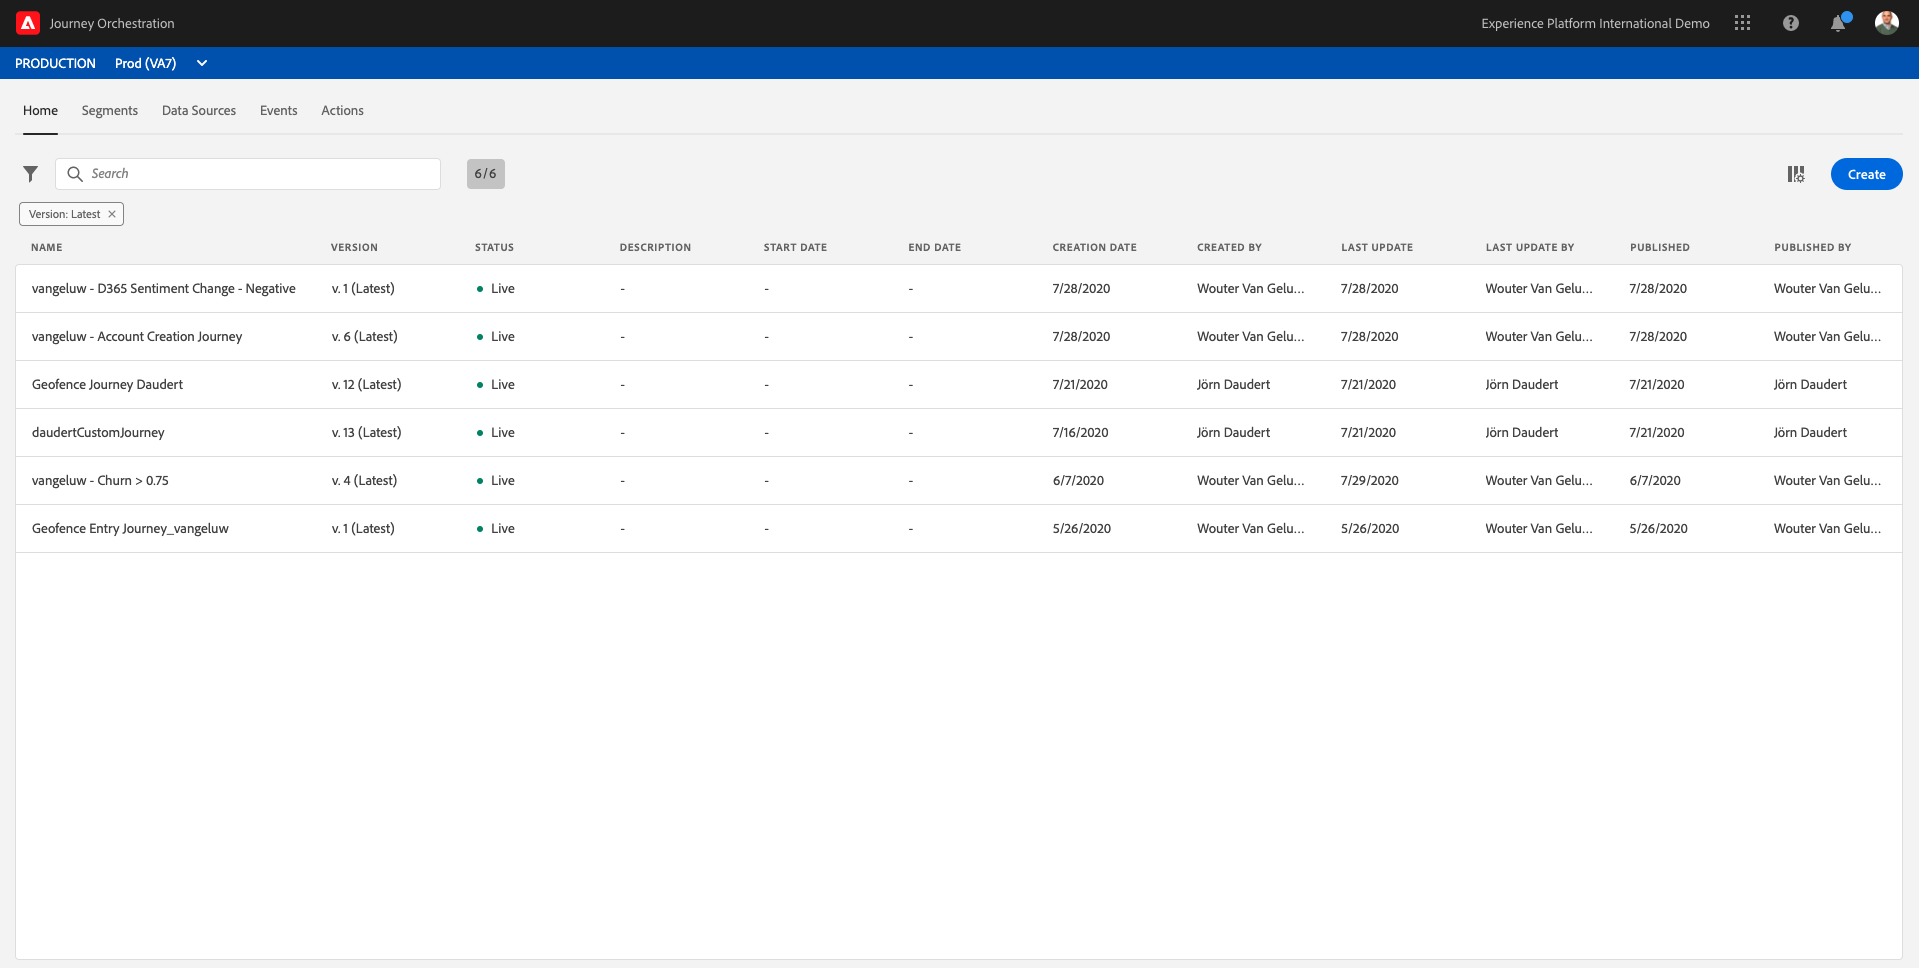 Journey Orchestration Experience Platform International Demo
PRODUCTION Prod (VA7)
Home Segments Data Sources Events Actions
Search 6/6 Create
Version: Latest
NAME VERSION STATUS DESCRIPTION START DATE END DATE CREATION DATE CREATED BY LAST UPDATE LAST UPDATE BY PUBLISHED PUBLISHED BY
vangeluw - D365 Sentiment Change - Negative v. 1 (Latest) Live - - - 7/28/2020 Wouter Van Gelu... 7/28/2020 Wouter Van Gelu... 7/28/2020 Wouter Van Gelu...
vangeluw - Account Creation Journey v. 6 (Latest) Live - - - 7/28/2020 Wouter Van Gelu... 7/28/2020 Wouter Van Gelu... 7/28/2020 Wouter Van Gelu...
Geofence Journey Daudert v. 12 (Latest) Live - - - 7/21/2020 Jörn Daudert 7/21/2020 Jörn Daudert 7/21/2020 Jörn Daudert
daudertCustomJourney v. 13 (Latest) Live - - - 7/16/2020 Jörn Daudert 7/21/2020 Jörn Daudert 7/21/2020 Jörn Daudert
vangeluw - Churn > 0.75 v. 4 (Latest) Live - - - 6/7/2020 Wouter Van Gelu... 7/29/2020 Wouter Van Gelu... 6/7/2020 Wouter Van Gelu...
Geofence Entry Journey_vangeluw v. 1 (Latest) Live - - - 5/26/2020 Wouter Van Gelu... 5/26/2020 Wouter Van Gelu... 5/26/2020 Wouter Van Gelu...